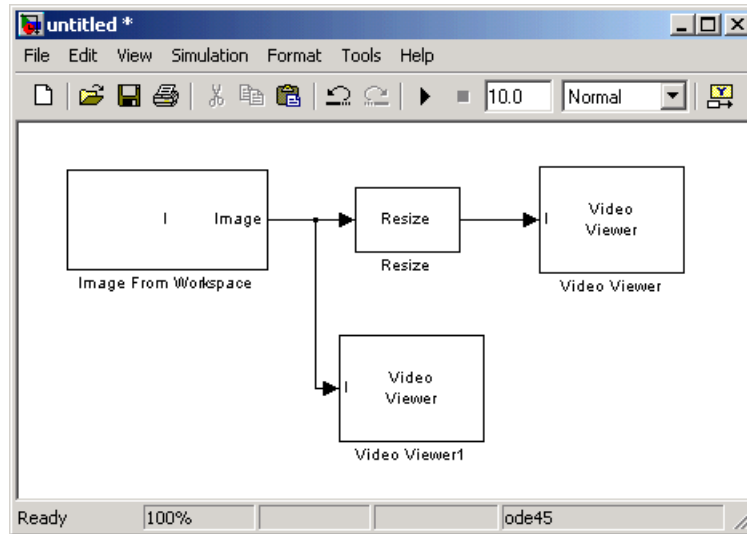 untitled *
File Edit View Simulation Format Tools Help
10.0 Normal
I Image
Image From Workspace
Resize
Resize
I Video
Viewer
Video Viewer
I Video
Viewer
Video Viewer1
Ready 100% ode45